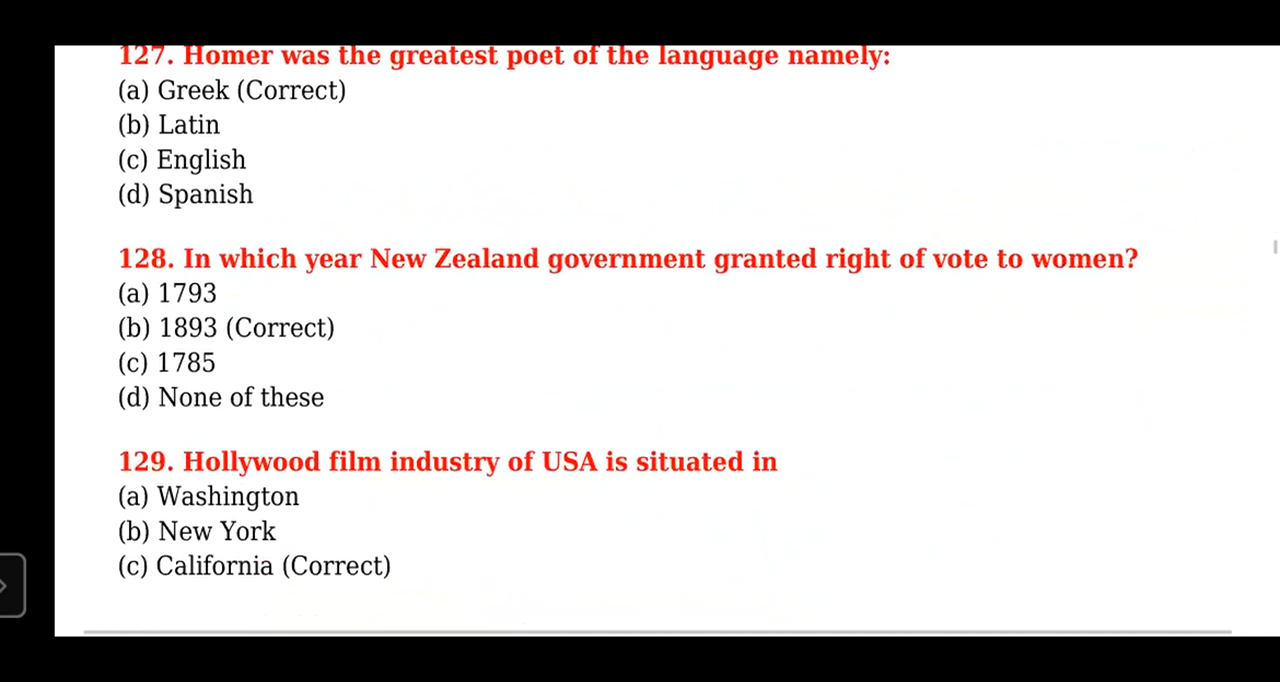 127. Homer was the greatest poet of the language namely:
(a) Greek (Correct)
(b) Latin
(c) English
(d) Spanish
128. In which year New Zealand government granted right of vote to women?
(a) 1793
(b) 1893 (Correct)
(c) 1785
(d) None of these
129. Hollywood film industry of USA is situated in
(a) Washington
(b) New York
(c) California (Correct)